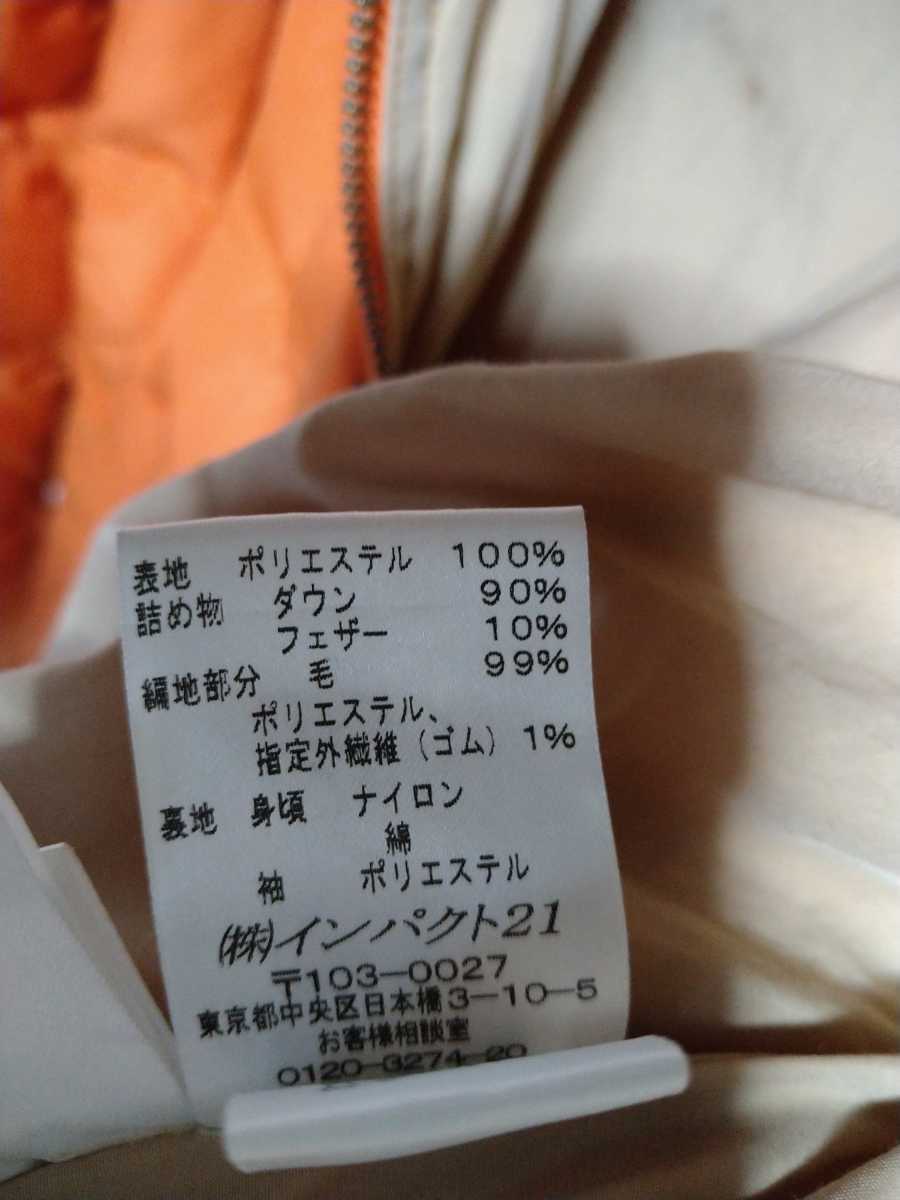 表地 ポリエステル 100%
詰め物 ダウン 90%
フェザー 10%
編地部分 毛 99%
ポリエステル、
指定外繊維(ゴム) 1%
裏地 身頃 ナイロン
綿
袖 ポリエステル
(株)インパクト21
〒103-0027
東京都中央区日本橋3-10-5
お客様相談室
0120-3274-20